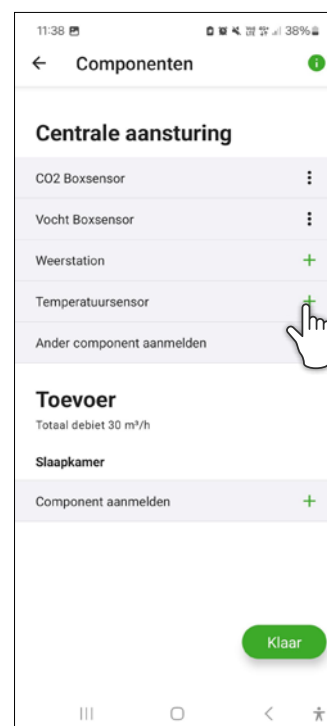 11:38 38%
Componenten
Centrale aansturing
CO2 Boxsensor
Vocht Boxsensor
Weerstation
Temperatuursensor
Ander component aanmelden
Toevoer
Totaal debiet 30 m³/h
Slaapkamer
Component aanmelden
Klaar